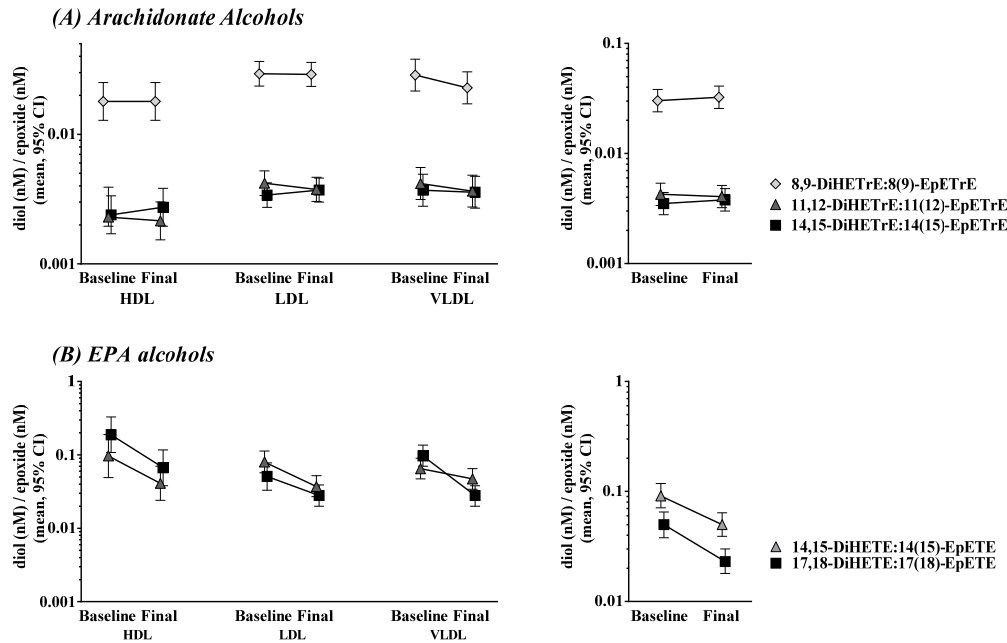 (A) Arachidonate Alcohols
diol (nM) / epoxide (nM)
(mean, 95% CI)
0.01
0.001
Baseline Final
HDL
Baseline Final
LDL
Baseline Final
VLDL
diol (nM) / epoxide (nM)
(mean, 95% CI)
0.1
0.01
0.001
Baseline Final
8,9-DiHETrE:8(9)-EpETrE
11,12-DiHETrE:11(12)-EpETrE
14,15-DiHETrE:14(15)-EpETrE
(B) EPA alcohols
diol (nM) / epoxide (nM)
(mean, 95% CI)
1
0.1
0.01
0.001
Baseline Final
HDL
Baseline Final
LDL
Baseline Final
VLDL
diol (nM) / epoxide (nM)
(mean, 95% CI)
1
0.1
0.01
Baseline Final
14,15-DiHETE:14(15)-EpETE
17,18-DiHETE:17(18)-EpETE